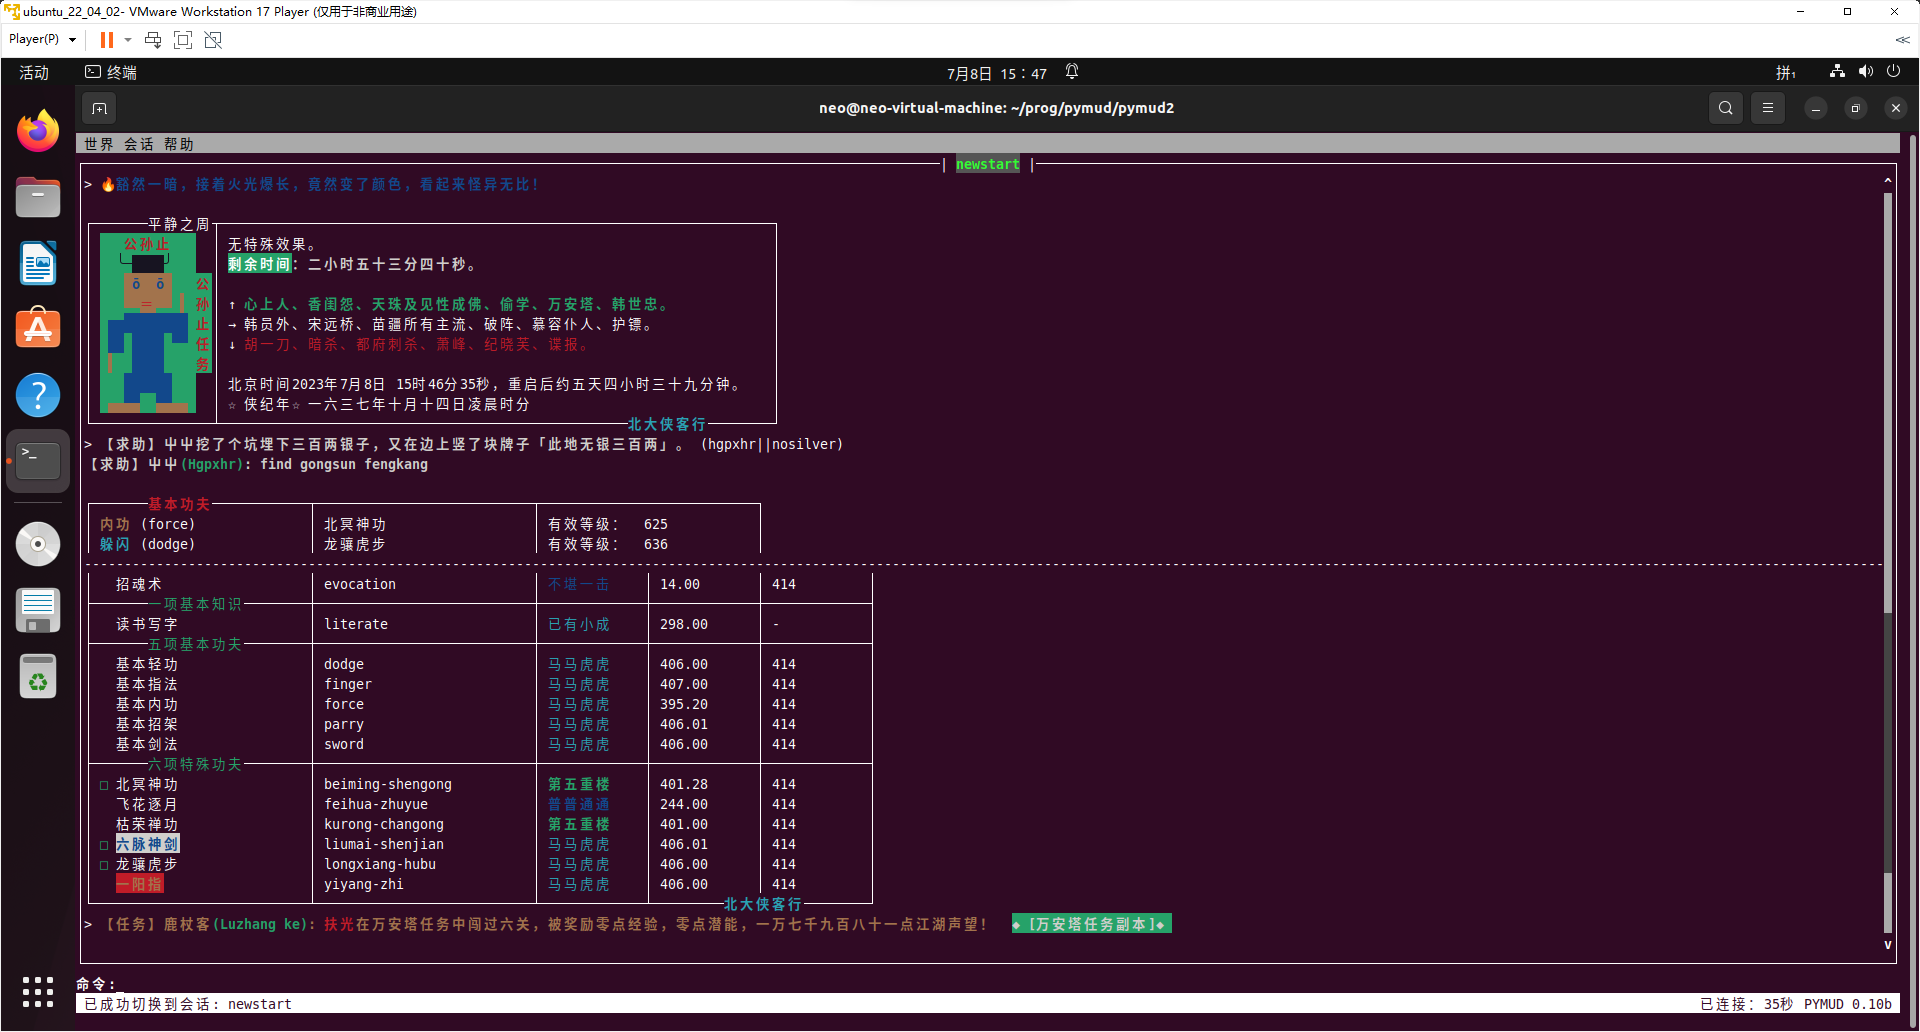 ubuntu_22_04_02- VMware Workstation 17 Player (仅用于非商业用途)
Player(P)
活动 终端 7月8日 15：47 拼₁
neo@neo-virtual-machine: ~/prog/pymud/pymud2
世界 会话 帮助
| newstart |
> 🔥豁然一暗，接着火光爆长，竟然变了颜色，看起来怪异无比！
平静之周
公孙止
公孙止任务
无特殊效果。
剩余时间：二小时五十三分四十秒。
↑ 心上人、香闺怨、天珠及见性成佛、偷学、万安塔、韩世忠。
→ 韩员外、宋远桥、苗疆所有主流、破阵、慕容仆人、护镖。
↓ 胡一刀、暗杀、都府刺杀、萧峰、纪晓芙、谍报。
北京时间2023年7月8日 15时46分35秒，重启后约五天四小时三十九分钟。
☆ 侠纪年☆ 一六三七年十月十四日凌晨时分
北大侠客行
> 【求助】屮屮挖了个坑埋下三百两银子，又在边上竖了块牌子「此地无银三百两」。 (hgpxhr||nosilver)
【求助】屮屮(Hgpxhr): find gongsun fengkang
基本功夫
内功 (force) 北冥神功 有效等级： 625
躲闪 (dodge) 龙骧虎步 有效等级： 636
招魂术 evocation 不堪一击 14.00 414
一项基本知识
读书写字 literate 已有小成 298.00 -
五项基本功夫
基本轻功 dodge 马马虎虎 406.00 414
基本指法 finger 马马虎虎 407.00 414
基本内功 force 马马虎虎 395.20 414
基本招架 parry 马马虎虎 406.01 414
基本剑法 sword 马马虎虎 406.00 414
六项特殊功夫
□ 北冥神功 beiming-shengong 第五重楼 401.28 414
飞花逐月 feihua-zhuyue 普普通通 244.00 414
枯荣禅功 kurong-changong 第五重楼 401.00 414
□ 六脉神剑 liumai-shenjian 马马虎虎 406.01 414
□ 龙骧虎步 longxiang-hubu 马马虎虎 406.00 414
一阳指 yiyang-zhi 马马虎虎 406.00 414
北大侠客行
> 【任务】鹿杖客(Luzhang ke): 扶光在万安塔任务中闯过六关，被奖励零点经验，零点潜能，一万七千九百八十一点江湖声望！ ◆[万安塔任务副本]◆
命令:
已成功切换到会话: newstart 已连接: 35秒 PYMUD 0.10b